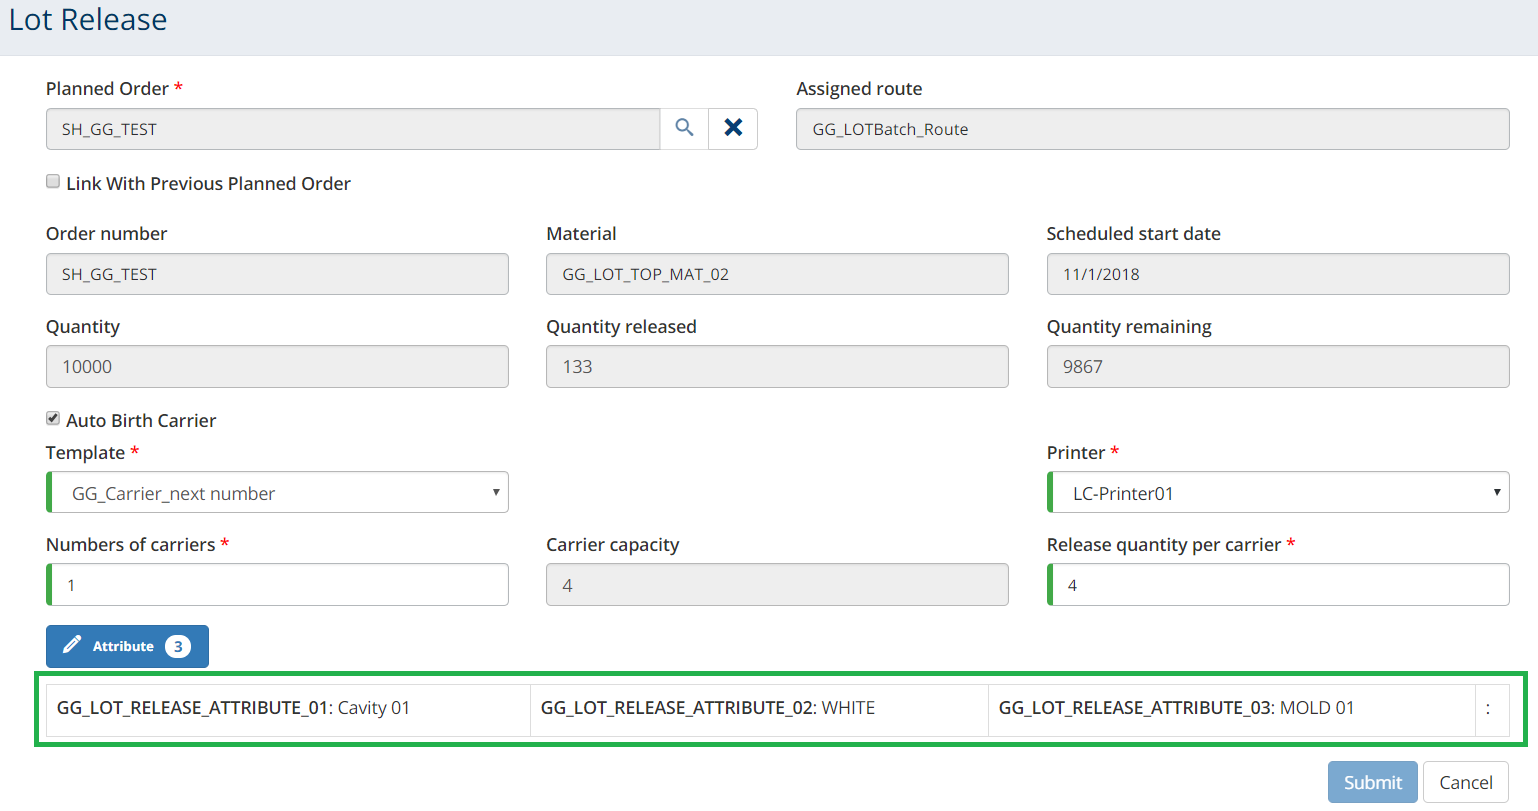 Lot Release
Planned Order *
Assigned route
SH_GG_TEST
GG_LOTBatch_Route
Link With Previous Planned Order
Order number
Material
Scheduled start date
SH_GG_TEST
GG_LOT_TOP_MAT_02
11/1/2018
Quantity
Quantity released
Quantity remaining
10000
133
9867
Auto Birth Carrier
Template *
Printer *
GG_Carrier_next number
LC-Printer01
Numbers of carriers *
Carrier capacity
Release quantity per carrier *
1
4
4
Attribute 3
GG_LOT_RELEASE_ATTRIBUTE_01: Cavity 01
GG_LOT_RELEASE_ATTRIBUTE_02: WHITE
GG_LOT_RELEASE_ATTRIBUTE_03: MOLD 01
:
Submit
Cancel